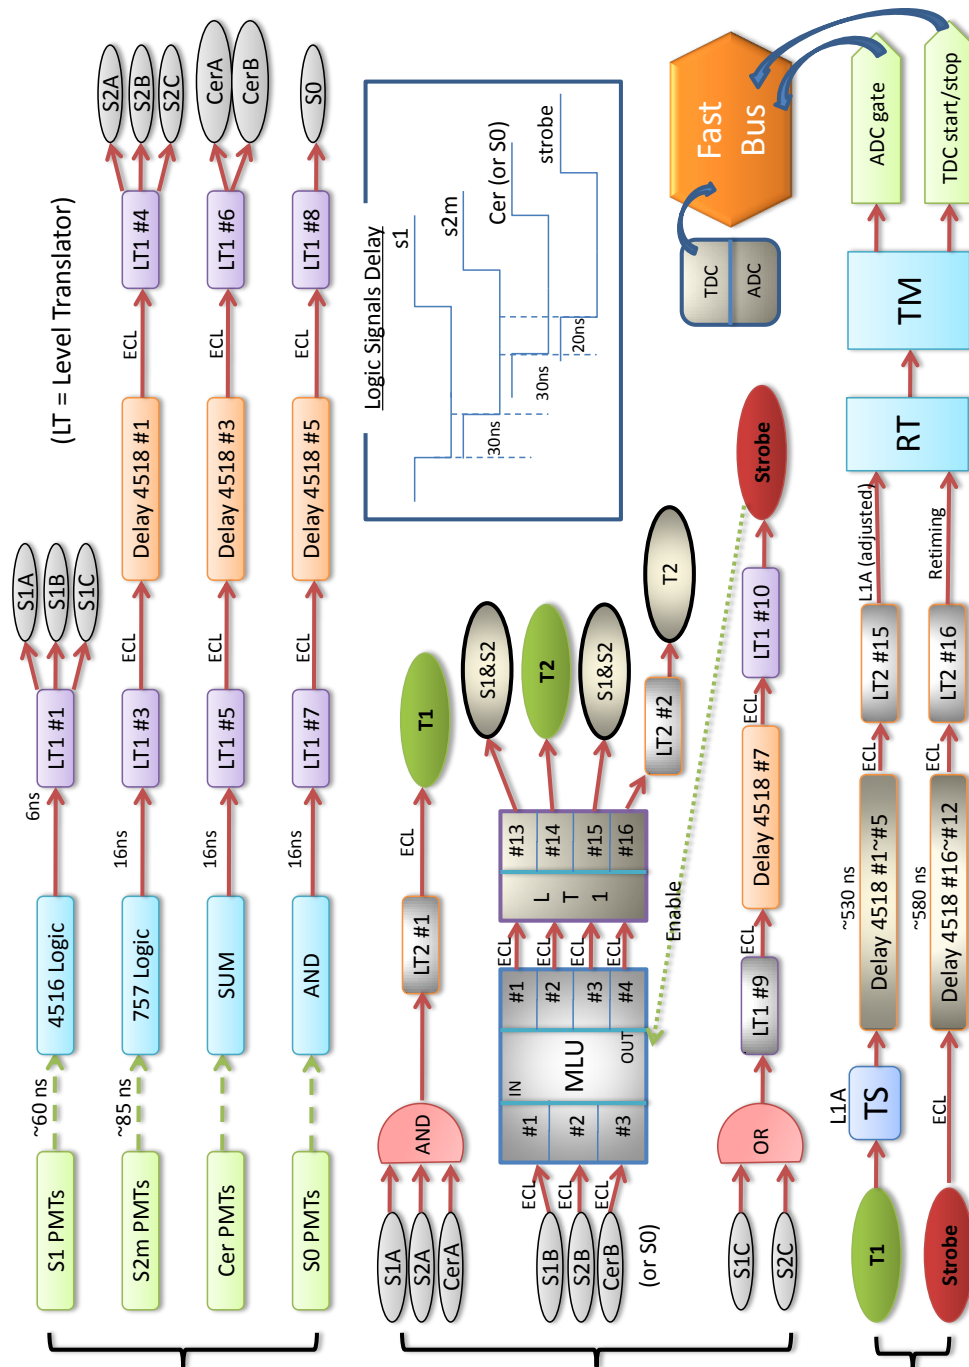 (LT = Level Translator)
S1 PMTs
~60 ns
4516 Logic
6ns
LT1 #1
S1A
S1B
S1C
S2m PMTs
~85 ns
757 Logic
16ns
LT1 #3
ECL
Delay 4518 #1
ECL
LT1 #4
S2A
S2B
S2C
Cer PMTs
SUM
16ns
LT1 #5
ECL
Delay 4518 #3
ECL
LT1 #6
CerA
CerB
S0 PMTs
AND
16ns
LT1 #7
ECL
Delay 4518 #5
ECL
LT1 #8
S0
S1A
S2A
CerA
AND
LT2 #1
ECL
T1
S1B
S2B
CerB
(or S0)
ECL
ECL
ECL
IN
#1
#2
#3
MLU
OUT
#1
#2
#3
#4
ECL
ECL
ECL
ECL
L
T
1
#13
#14
#15
#16
S1&S2
T2
S1&S2
LT2 #2
T2
Enable
S1C
S2C
OR
LT1 #9
ECL
Delay 4518 #7
ECL
LT1 #10
Strobe
Logic Signals Delay
s1
s2m
Cer (or S0)
strobe
30ns
30ns
20ns
T1
L1A
TS
~530 ns
Delay 4518 #1~#5
ECL
LT2 #15
L1A (adjusted)
Strobe
ECL
~580 ns
Delay 4518 #16~#12
ECL
LT2 #16
Retiming
RT
TM
ADC gate
TDC start/stop
TDC
ADC
Fast
Bus